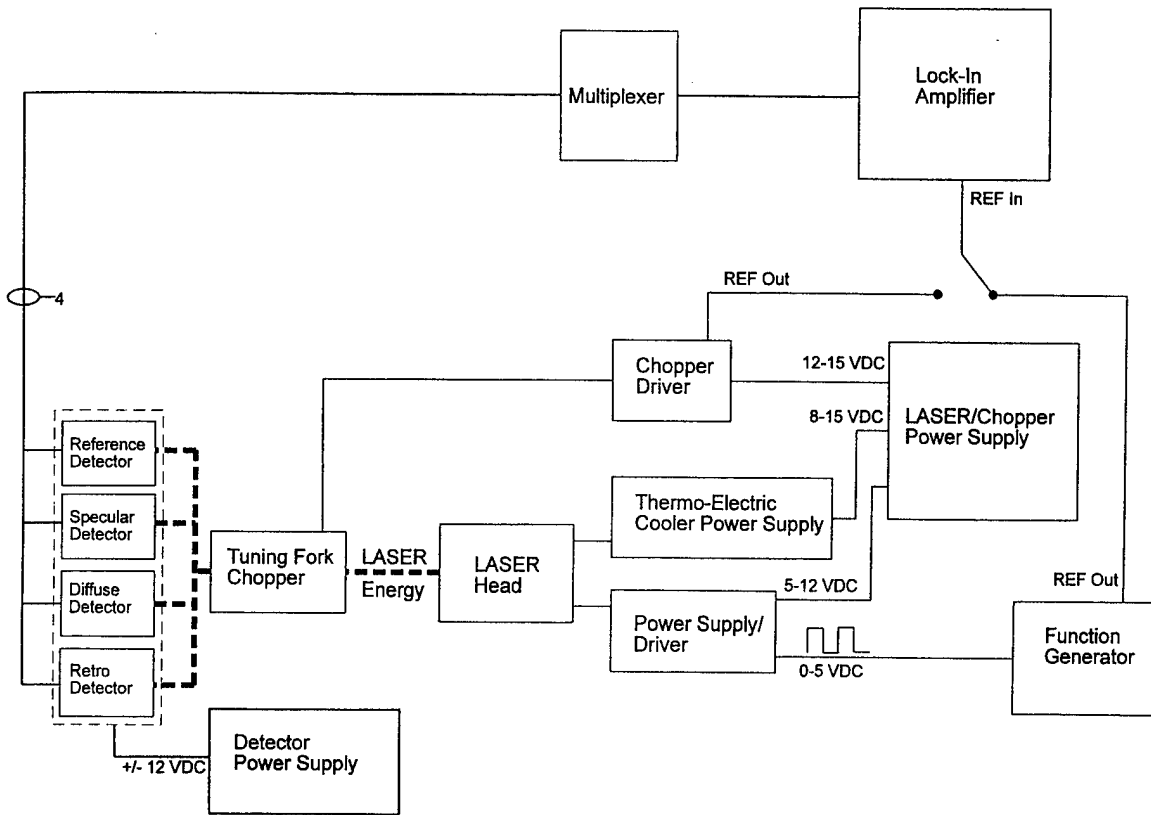 Multiplexer
Lock-In
Amplifier
REF In
4
REF Out
Chopper
Driver
12-15 VDC
8-15 VDC
LASER/Chopper
Power Supply
Reference
Detector
Specular
Detector
Diffuse
Detector
Retro
Detector
Tuning Fork
Chopper
LASER
Energy
LASER
Head
Thermo-Electric
Cooler Power Supply
5-12 VDC
Power Supply/
Driver
0-5 VDC
REF Out
Function
Generator
+/- 12 VDC
Detector
Power Supply